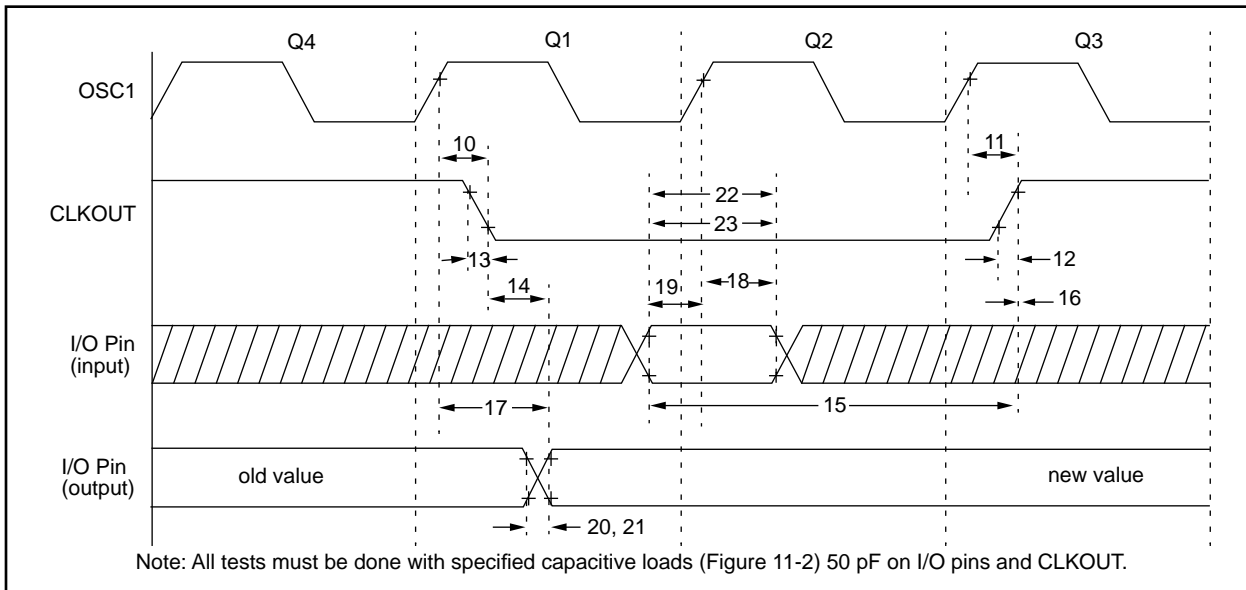 Q4 Q1 Q2 Q3
OSC1
10 11
CLKOUT
22
23
13 12
14 19 18 16
I/O Pin
(input)
17 15
I/O Pin
(output)
old value new value
20, 21
Note: All tests must be done with specified capacitive loads (Figure 11-2) 50 pF on I/O pins and CLKOUT.